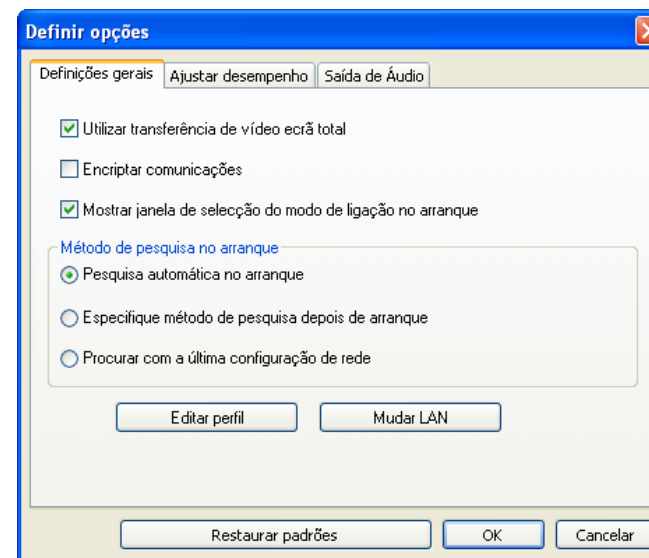 Definir opções
Definições gerais Ajustar desempenho Saída de Áudio
Utilizar transferência de vídeo ecrã total
Encriptar comunicações
Mostrar janela de selecção do modo de ligação no arranque
Método de pesquisa no arranque
Pesquisa automática no arranque
Especifique método de pesquisa depois de arranque
Procurar com a última configuração de rede
Editar perfil Mudar LAN
Restaurar padrões OK Cancelar